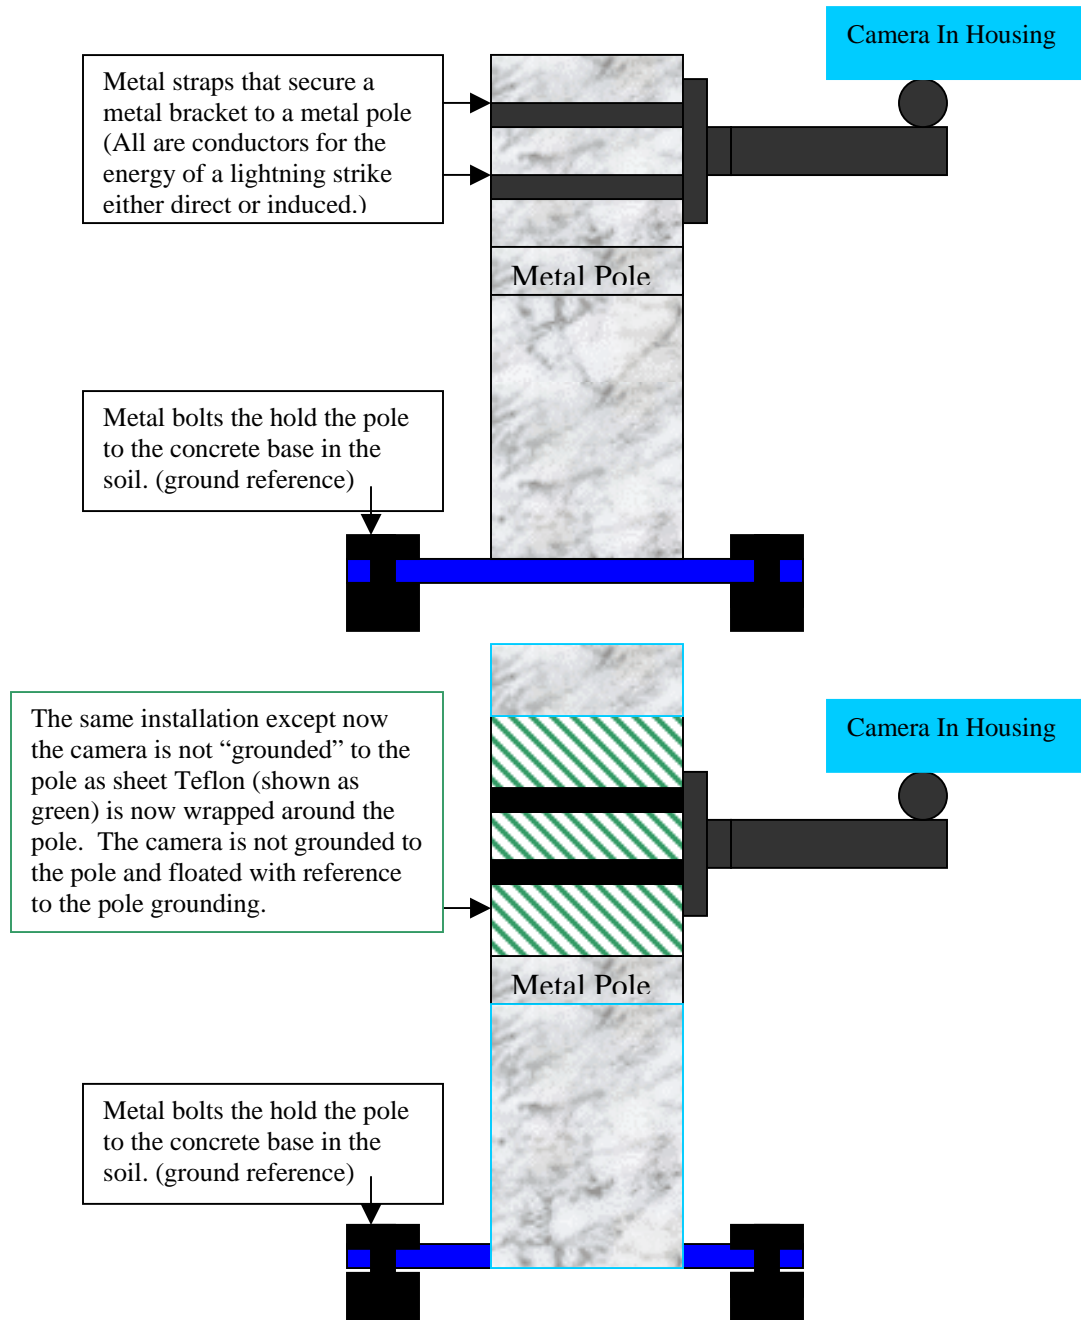 Camera In Housing
Metal straps that secure a
metal bracket to a metal pole
(All are conductors for the
energy of a lightning strike
either direct or induced.)
Metal Pole
Metal bolts the hold the pole
to the concrete base in the
soil. (ground reference)
The same installation except now
the camera is not “grounded” to the
pole as sheet Teflon (shown as
green) is now wrapped around the
pole.  The camera is not grounded to
the pole and floated with reference
to the pole grounding.
Camera In Housing
Metal Pole
Metal bolts the hold the pole
to the concrete base in the
soil. (ground reference)